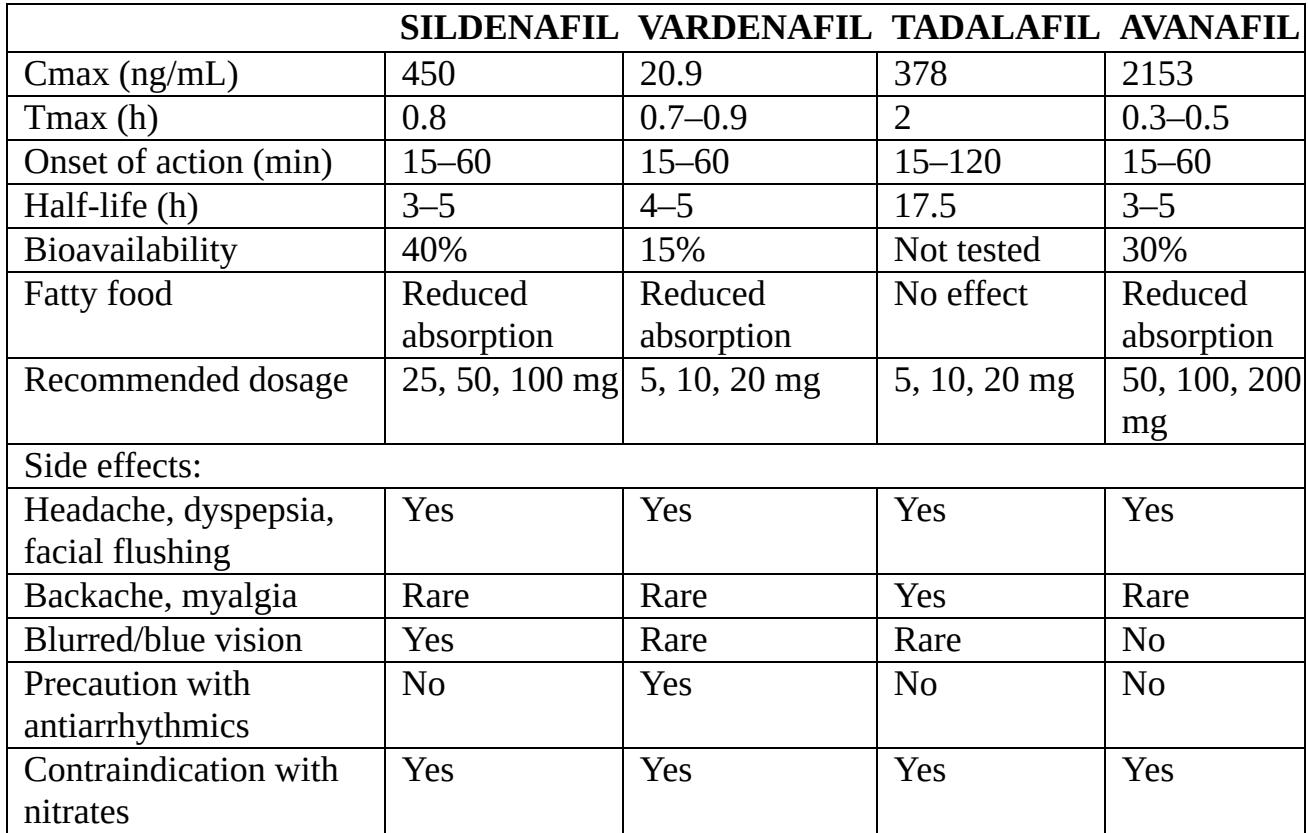 SILDENAFIL VARDENAFIL TADALAFIL AVANAFIL
Cmax (ng/mL) 450 20.9 378 2153
Tmax (h) 0.8 0.7–0.9 2 0.3–0.5
Onset of action (min) 15–60 15–60 15–120 15–60
Half-life (h) 3–5 4–5 17.5 3–5
Bioavailability 40% 15% Not tested 30%
Fatty food Reduced Reduced No effect Reduced
absorption absorption absorption
Recommended dosage 25, 50, 100 mg 5, 10, 20 mg 5, 10, 20 mg 50, 100, 200
mg
Side effects:
Headache, dyspepsia, Yes Yes Yes Yes
facial flushing
Backache, myalgia Rare Rare Yes Rare
Blurred/blue vision Yes Rare Rare No
Precaution with No Yes No No
antiarrhythmics
Contraindication with Yes Yes Yes Yes
nitrates